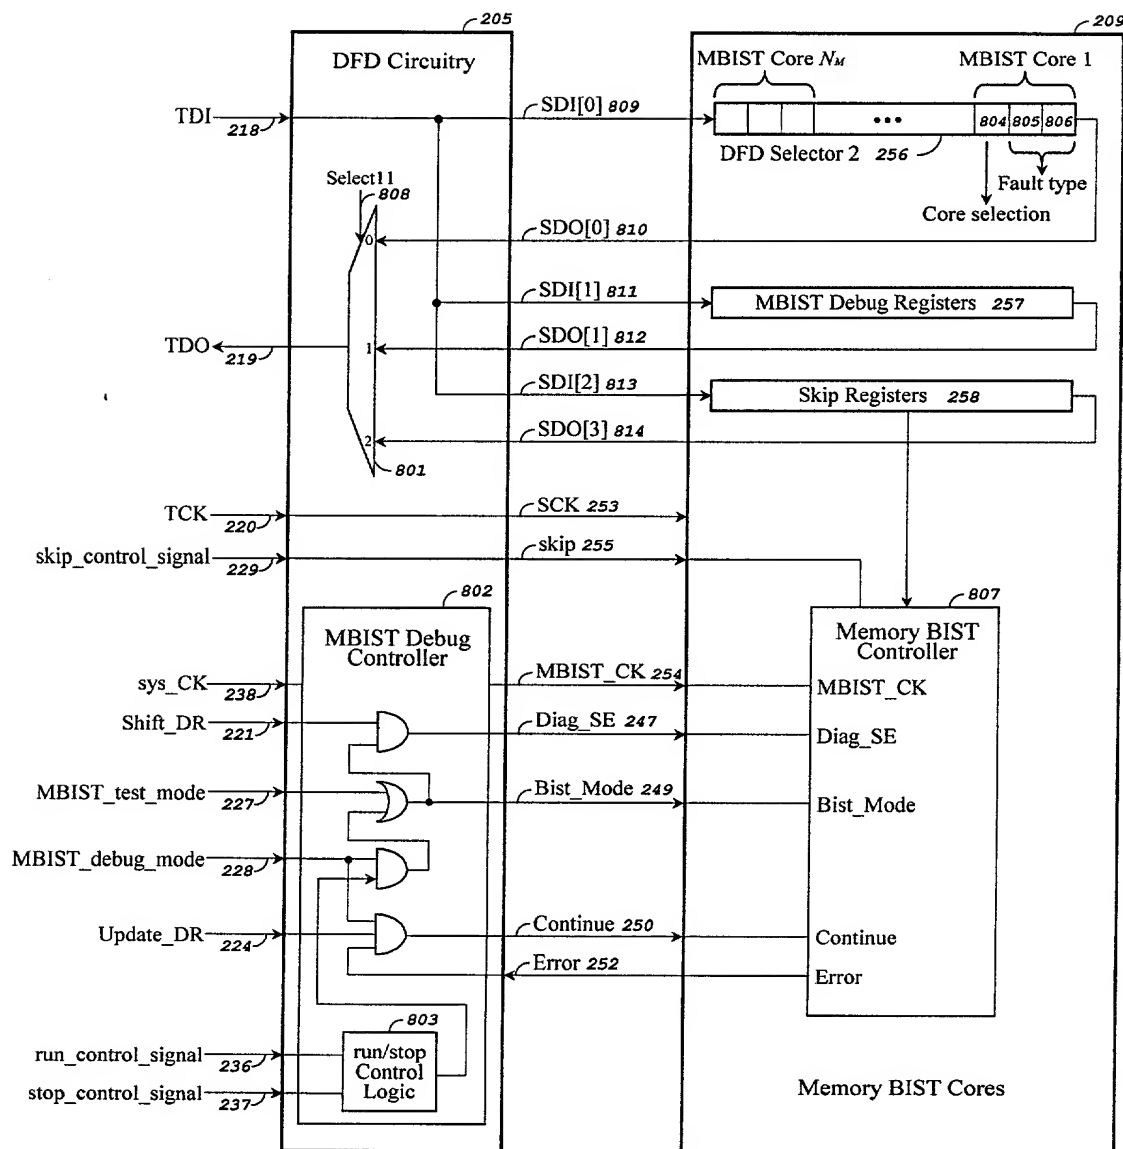 205
209
DFD Circuitry
MBIST Core N_M
MBIST Core 1
TDI
218
SDI[0] 809
804 805 806
DFD Selector 2 256
Fault type
Core selection
Select11
808
0
SDO[0] 810
SDI[1] 811
MBIST Debug Registers 257
TDO
219
1
SDO[1] 812
SDI[2] 813
Skip Registers 258
2
SDO[3] 814
801
TCK
220
SCK 253
skip_control_signal
229
skip 255
802
807
MBIST Debug
Controller
Memory BIST
Controller
sys_CK
238
MBIST_CK 254
MBIST_CK
Shift_DR
221
Diag_SE 247
Diag_SE
MBIST_test_mode
227
Bist_Mode 249
Bist_Mode
MBIST_debug_mode
228
Update_DR
224
Continue 250
Continue
Error 252
Error
803
run_control_signal
236
run/stop
Control
Logic
stop_control_signal
237
Memory BIST Cores